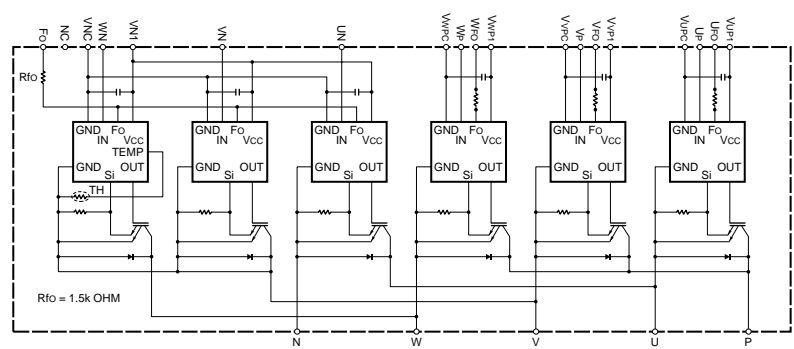 FO NC VNC WN VN1 VN UN VWPC WP WFO VWP1 VVPC VP VFO VVP1 VUPC UP UFO VUP1
RfO
GND FO
IN VCC
TEMP
GND OUT
Si
TH
GND FO
IN VCC
GND OUT
Si
GND FO
IN VCC
GND OUT
Si
GND FO
IN VCC
GND OUT
Si
GND FO
IN VCC
GND OUT
Si
GND FO
IN VCC
GND OUT
Si
RfO = 1.5k OHM
N W V U P